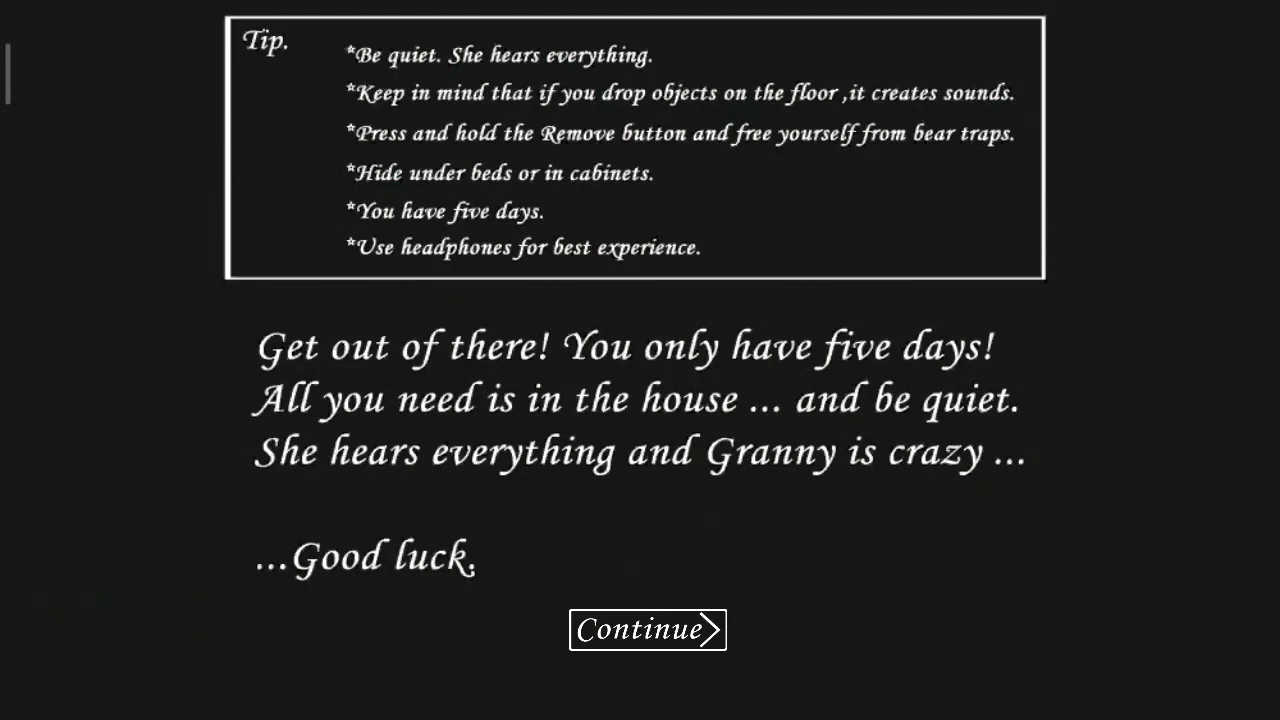 Tip.
*Be quiet. She hears everything.
*Keep in mind that if you drop objects on the floor ,it creates sounds.
*Press and hold the Remove button and free yourself from bear traps.
*Hide under beds or in cabinets.
*You have five days.
*Use headphones for best experience.
Get out of there! You only have five days!
All you need is in the house ... and be quiet.
She hears everything and Granny is crazy ...
...Good luck.
Continue